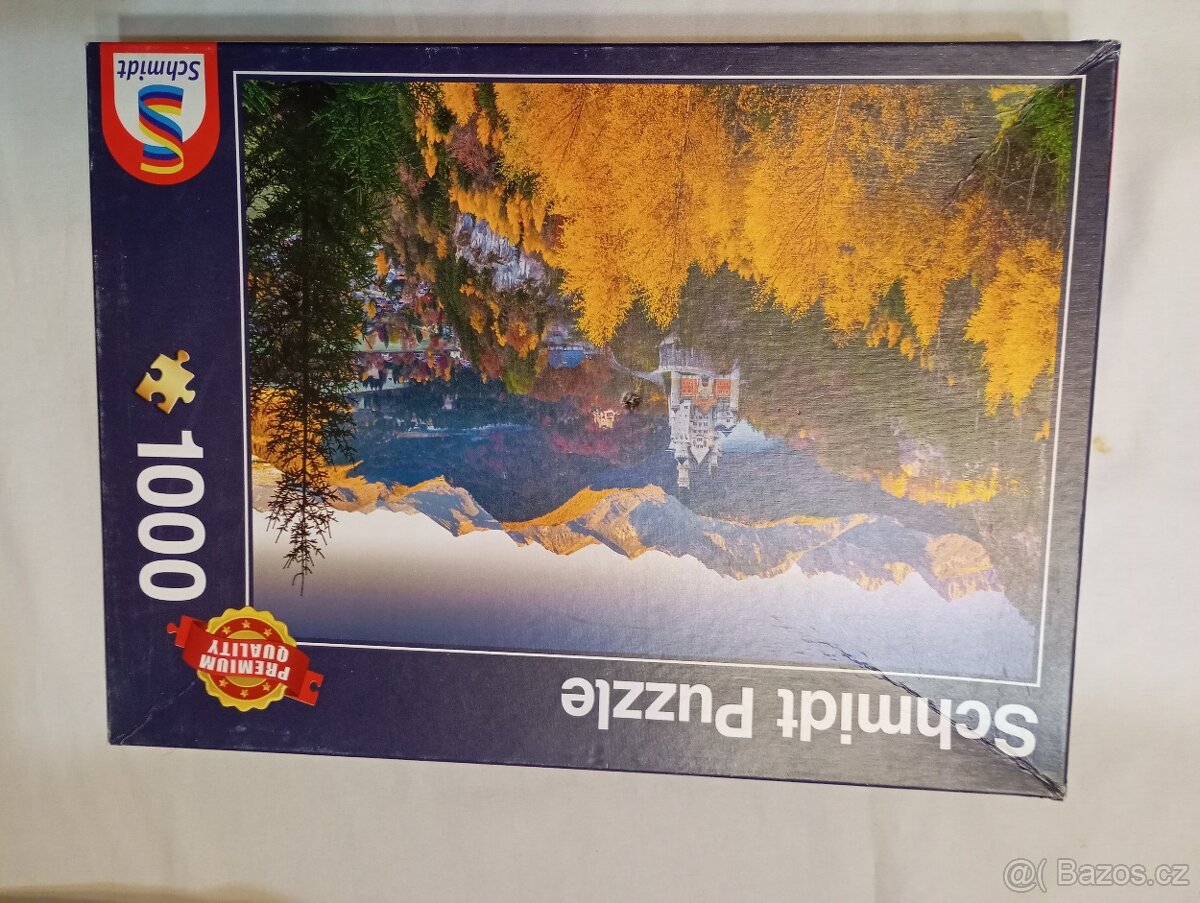 Schmidt Puzzle
PREMIUM
QUALITY
1000
Schmidt
@( Bazos.cz